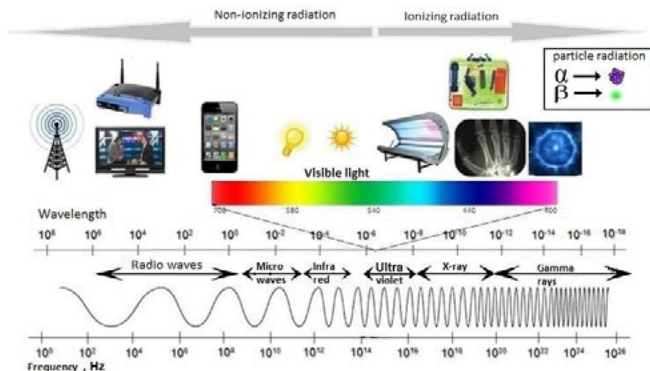 Non-ionizing radiation Ionizing radiation
particle radiation
α
β
Visible light
700 580 540 440 400
Wavelength
10⁸ 10⁶ 10⁴ 10² 10⁰ 10⁻² 10⁻⁴ 10⁻⁶ 10⁻⁸ 10⁻¹⁰ 10⁻¹² 10⁻¹⁴ 10⁻¹⁶ 10⁻¹⁸
Radio waves Micro waves Infra red Ultra violet X-ray Gamma rays
10⁰ 10² 10⁴ 10⁶ 10⁸ 10¹⁰ 10¹² 10¹⁴ 10¹⁶ 10¹⁸ 10²⁰ 10²² 10²⁴ 10²⁶
Frequency , Hz